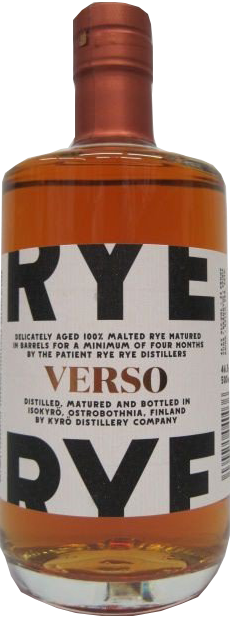 RYE
DELICATELY AGED 100% MALTED RYE MATURED
IN BARRELS FOR A MINIMUM OF FOUR MONTHS
BY THE PATIENT RYE RYE DISTILLERS
VERSO
DISTILLED, MATURED AND BOTTLED IN
ISOKYRÖ, OSTROBOTHNIA, FINLAND
BY KYRÖ DISTILLERY COMPANY
RYE